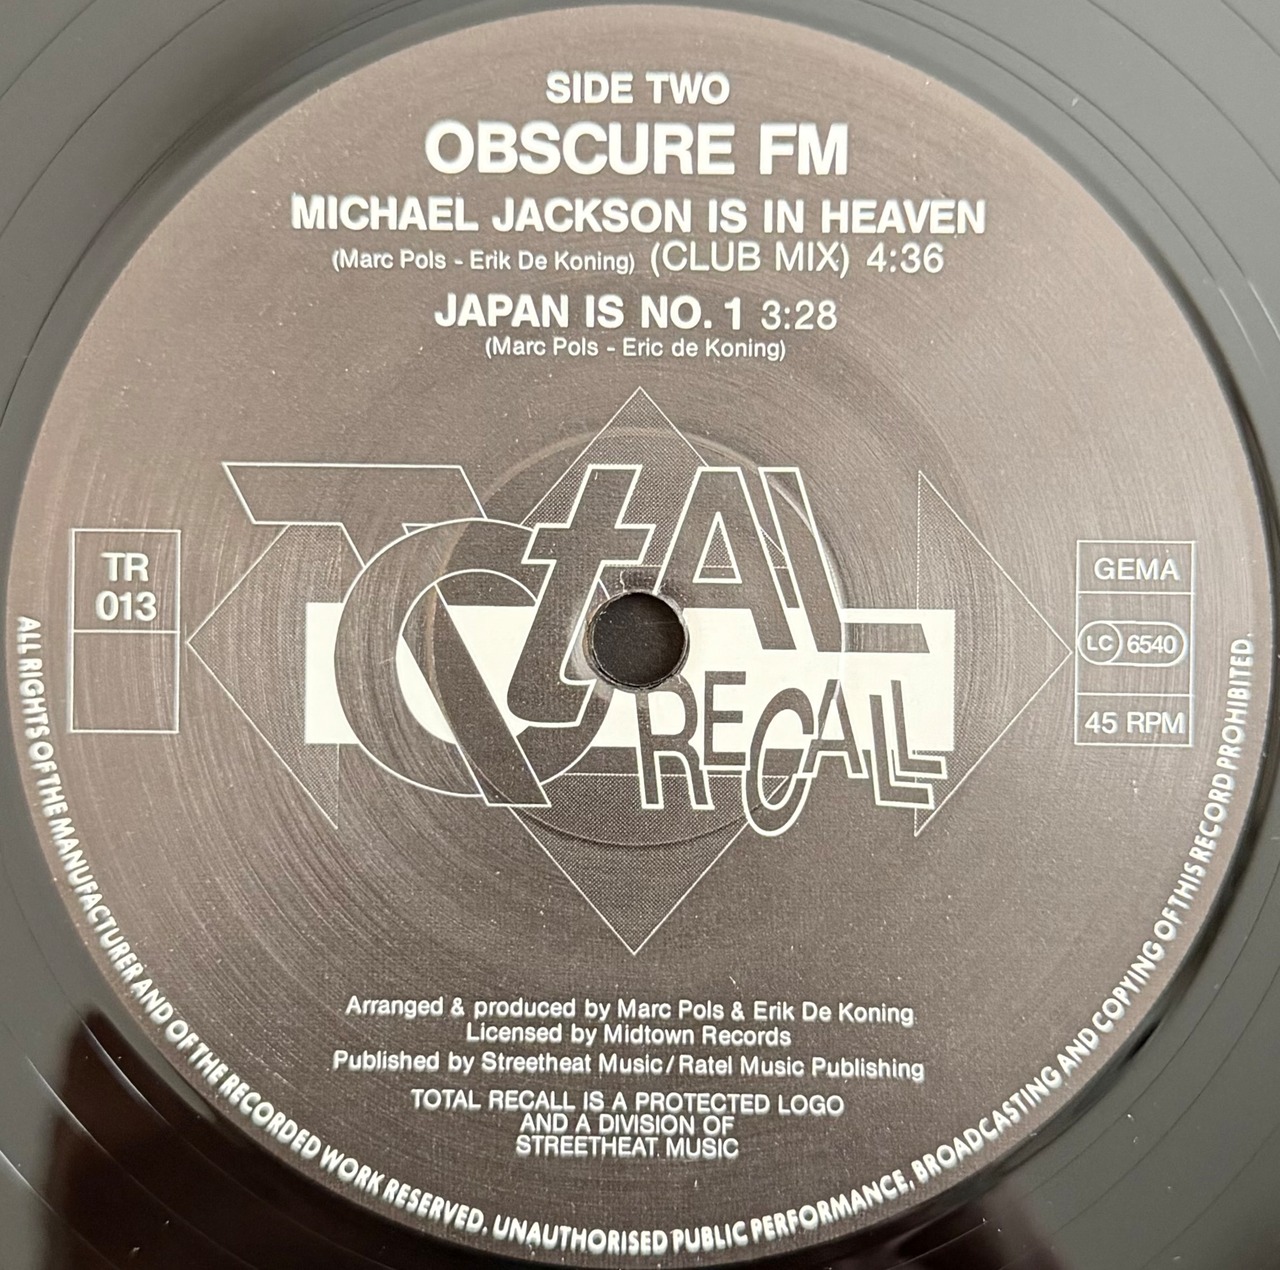 SIDE TWO
OBSCURE FM
MICHAEL JACKSON IS IN HEAVEN
(Marc Pols - Erik De Koning) (CLUB MIX) 4:36
JAPAN IS NO. 1 3:28
(Marc Pols - Eric de Koning)
TOtAL
RECALL
TR
013
GEMA
LC 6540
45 RPM
Arranged & produced by Marc Pols & Erik De Koning
Licensed by Midtown Records
Published by Streetheat Music/Ratel Music Publishing
TOTAL RECALL IS A PROTECTED LOGO
AND A DIVISION OF
STREETHEAT MUSIC
ALL RIGHTS OF THE MANUFACTURER AND OF THE RECORDED WORK RESERVED. UNAUTHORISED PUBLIC PERFORMANCE, BROADCASTING AND COPYING OF THIS RECORD PROHIBITED.